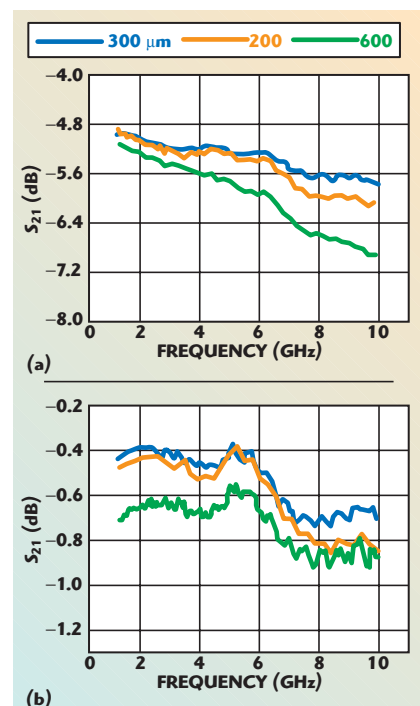 300 μm 200 600
−4.0
−4.8
−5.6
−6.4
−7.2
−8.0
S21 (dB)
0 2 4 6 8 10
FREQUENCY (GHz)
(a)
−0.2
−0.4
−0.6
−0.8
−1.0
−1.2
S21 (dB)
0 2 4 6 8 10
FREQUENCY (GHz)
(b)